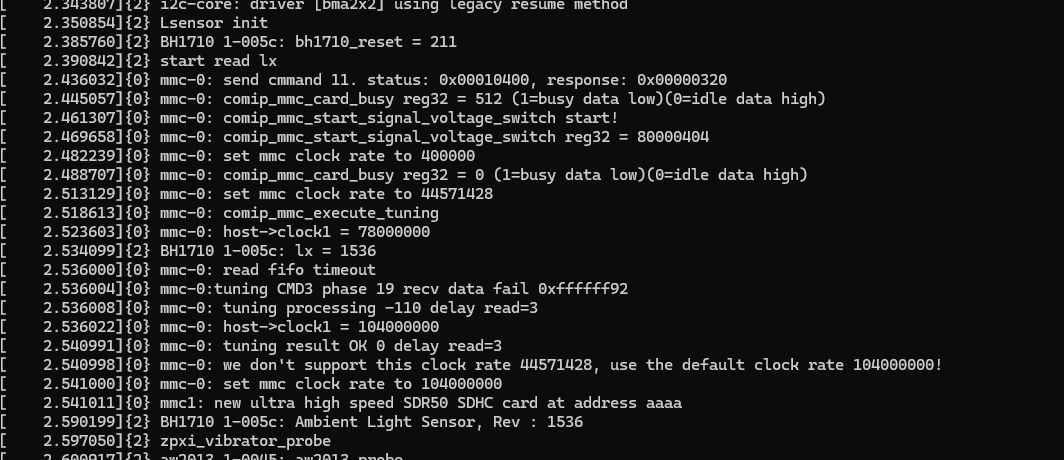 [    2.343807]{2} i2c-core: driver [bma2x2] using legacy resume method
[    2.350854]{2} Lsensor init
[    2.385760]{2} BH1710 1-005c: bh1710_reset = 211
[    2.390842]{2} start read lx
[    2.436032]{0} mmc-0: send cmmand 11. status: 0x00010400, response: 0x00000320
[    2.445057]{0} mmc-0: comip_mmc_card_busy reg32 = 512 (1=busy data low)(0=idle data high)
[    2.461307]{0} mmc-0: comip_mmc_start_signal_voltage_switch start!
[    2.469658]{0} mmc-0: comip_mmc_start_signal_voltage_switch reg32 = 80000404
[    2.482239]{0} mmc-0: set mmc clock rate to 400000
[    2.488707]{0} mmc-0: comip_mmc_card_busy reg32 = 0 (1=busy data low)(0=idle data high)
[    2.513129]{0} mmc-0: set mmc clock rate to 44571428
[    2.518613]{0} mmc-0: comip_mmc_execute_tuning
[    2.523603]{0} mmc-0: host->clock1 = 78000000
[    2.534099]{2} BH1710 1-005c: lx = 1536
[    2.536000]{0} mmc-0: read fifo timeout
[    2.536004]{0} mmc-0:tuning CMD3 phase 19 recv data fail 0xffffff92
[    2.536008]{0} mmc-0: tuning processing -110 delay read=3
[    2.536022]{0} mmc-0: host->clock1 = 104000000
[    2.540991]{0} mmc-0: tuning result OK 0 delay read=3
[    2.540998]{0} mmc-0: we don't support this clock rate 44571428, use the default clock rate 104000000!
[    2.541000]{0} mmc-0: set mmc clock rate to 104000000
[    2.541011]{0} mmc1: new ultra high speed SDR50 SDHC card at address aaaa
[    2.590199]{2} BH1710 1-005c: Ambient Light Sensor, Rev : 1536
[    2.597050]{2} zpxi_vibrator_probe
[    2.600917]{2} aw2013 1-0045: aw2013 probe